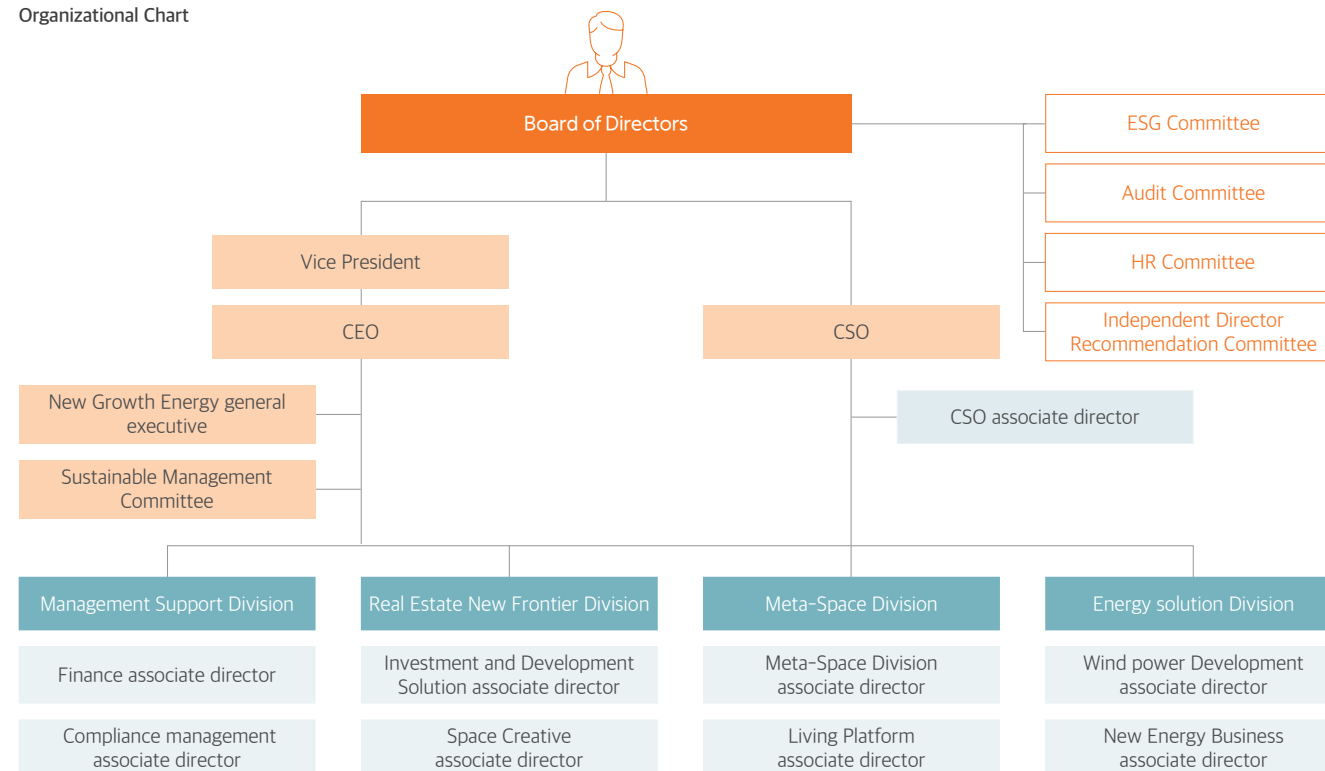 Organizational Chart
Board of Directors
ESG Committee
Audit Committee
HR Committee
Independent Director
Recommendation Committee
Vice President
CEO
CSO
New Growth Energy general
executive
CSO associate director
Sustainable Management
Committee
Management Support Division
Real Estate New Frontier Division
Meta-Space Division
Energy solution Division
Finance associate director
Investment and Development
Solution associate director
Meta-Space Division
associate director
Wind power Development
associate director
Compliance management
associate director
Space Creative
associate director
Living Platform
associate director
New Energy Business
associate director